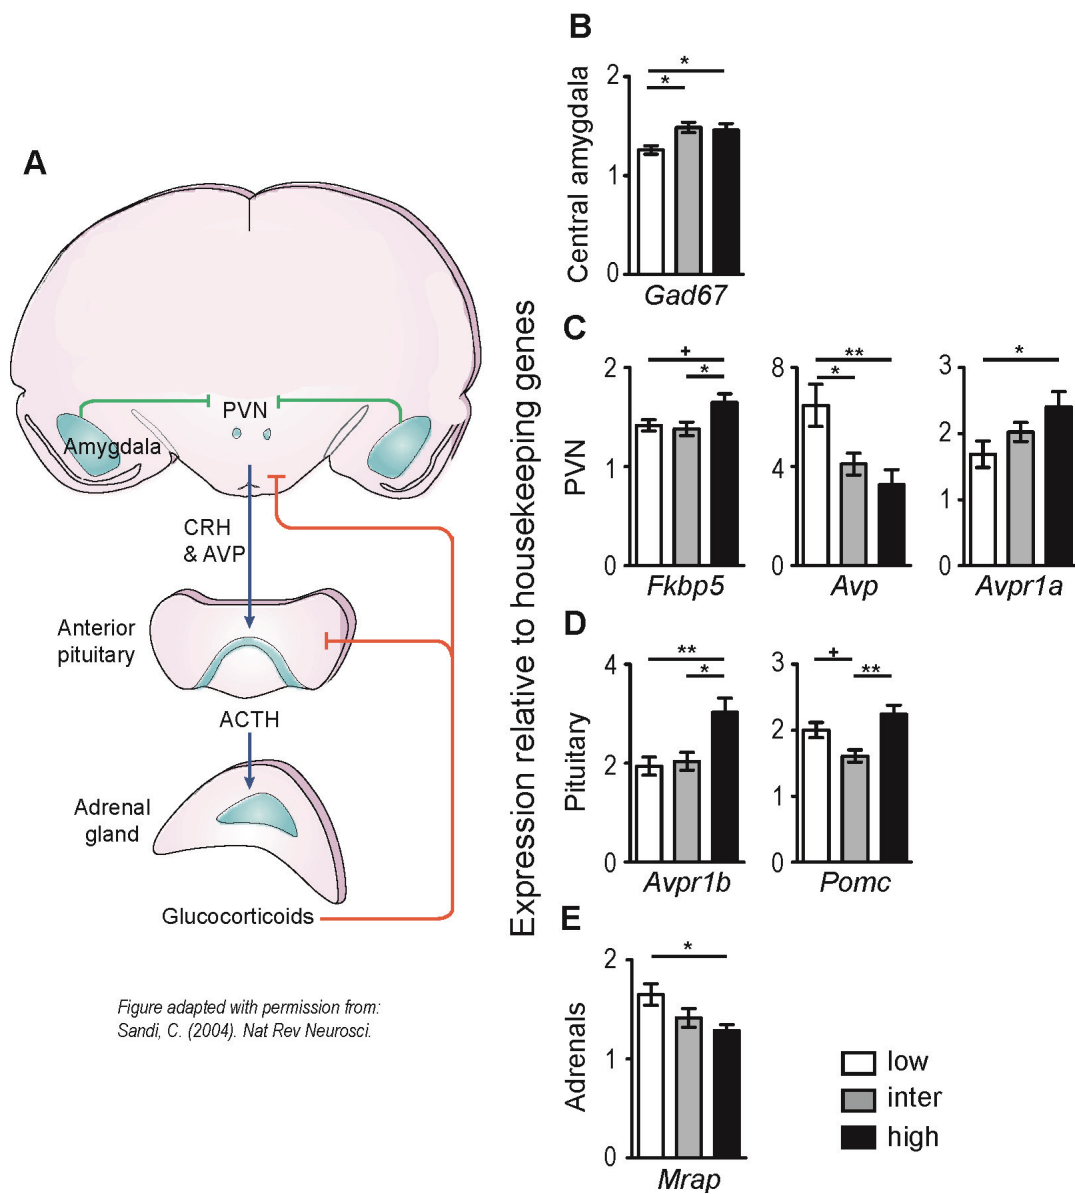 A
PVN
Amygdala
CRH
& AVP
Anterior
pituitary
ACTH
Adrenal
gland
Glucocorticoids
Figure adapted with permission from:
Sandi, C. (2004). Nat Rev Neurosci.
Expression relative to housekeeping genes
B
Central amygdala
2
1
0
*
*
Gad67
C
PVN
2
1
0
+
*
Fkbp5
8
4
0
**
*
Avp
3
2
1
0
*
Avpr1a
D
Pituitary
4
2
0
**
*
Avpr1b
3
2
1
0
+
**
Pomc
E
Adrenals
2
1
0
*
Mrap
low
inter
high